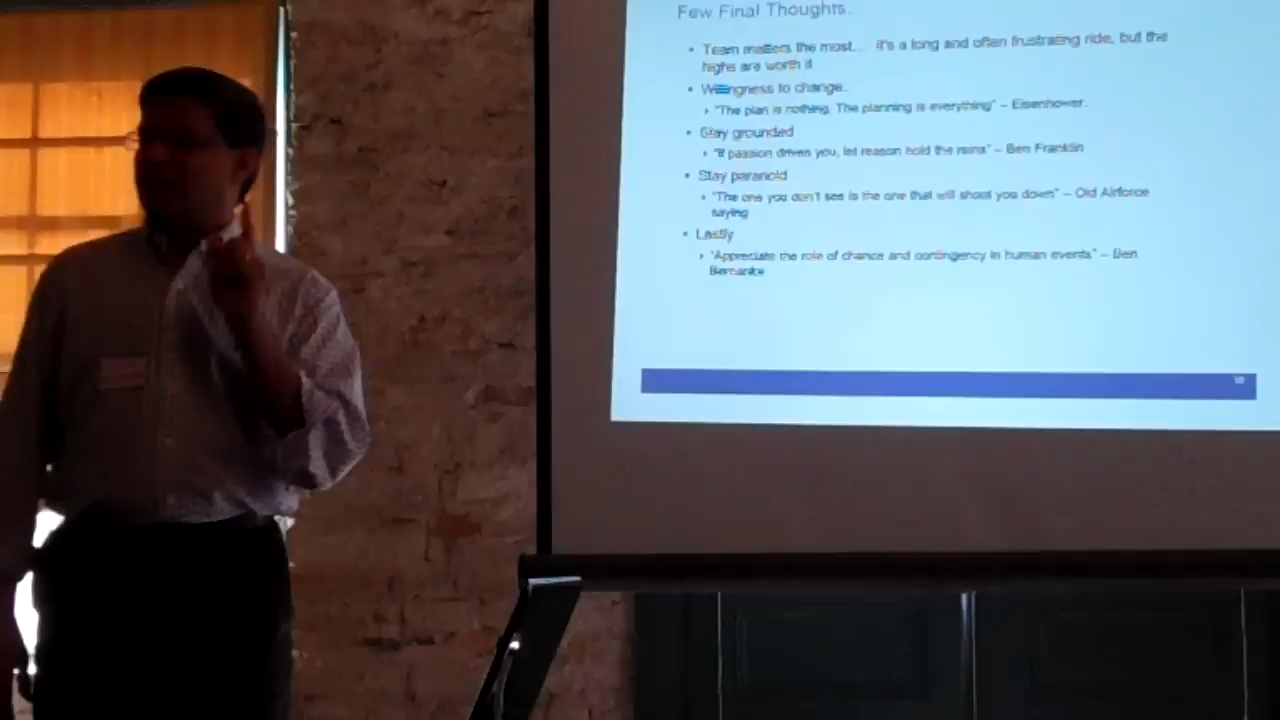 Few Final Thoughts.
• Team matters the most... it's a long and often frustrating ride, but the
highs are worth it
• Willingness to change..
› "The plan is nothing. The planning is everything" – Eisenhower.
• Stay grounded
› "If passion drives you, let reason hold the reins" – Ben Franklin
• Stay paranoid
› "The one you don't see is the one that will shoot you down" – Old Airforce
saying
• Lastly
› "Appreciate the role of chance and contingency in human events" – Ben
Bernanke